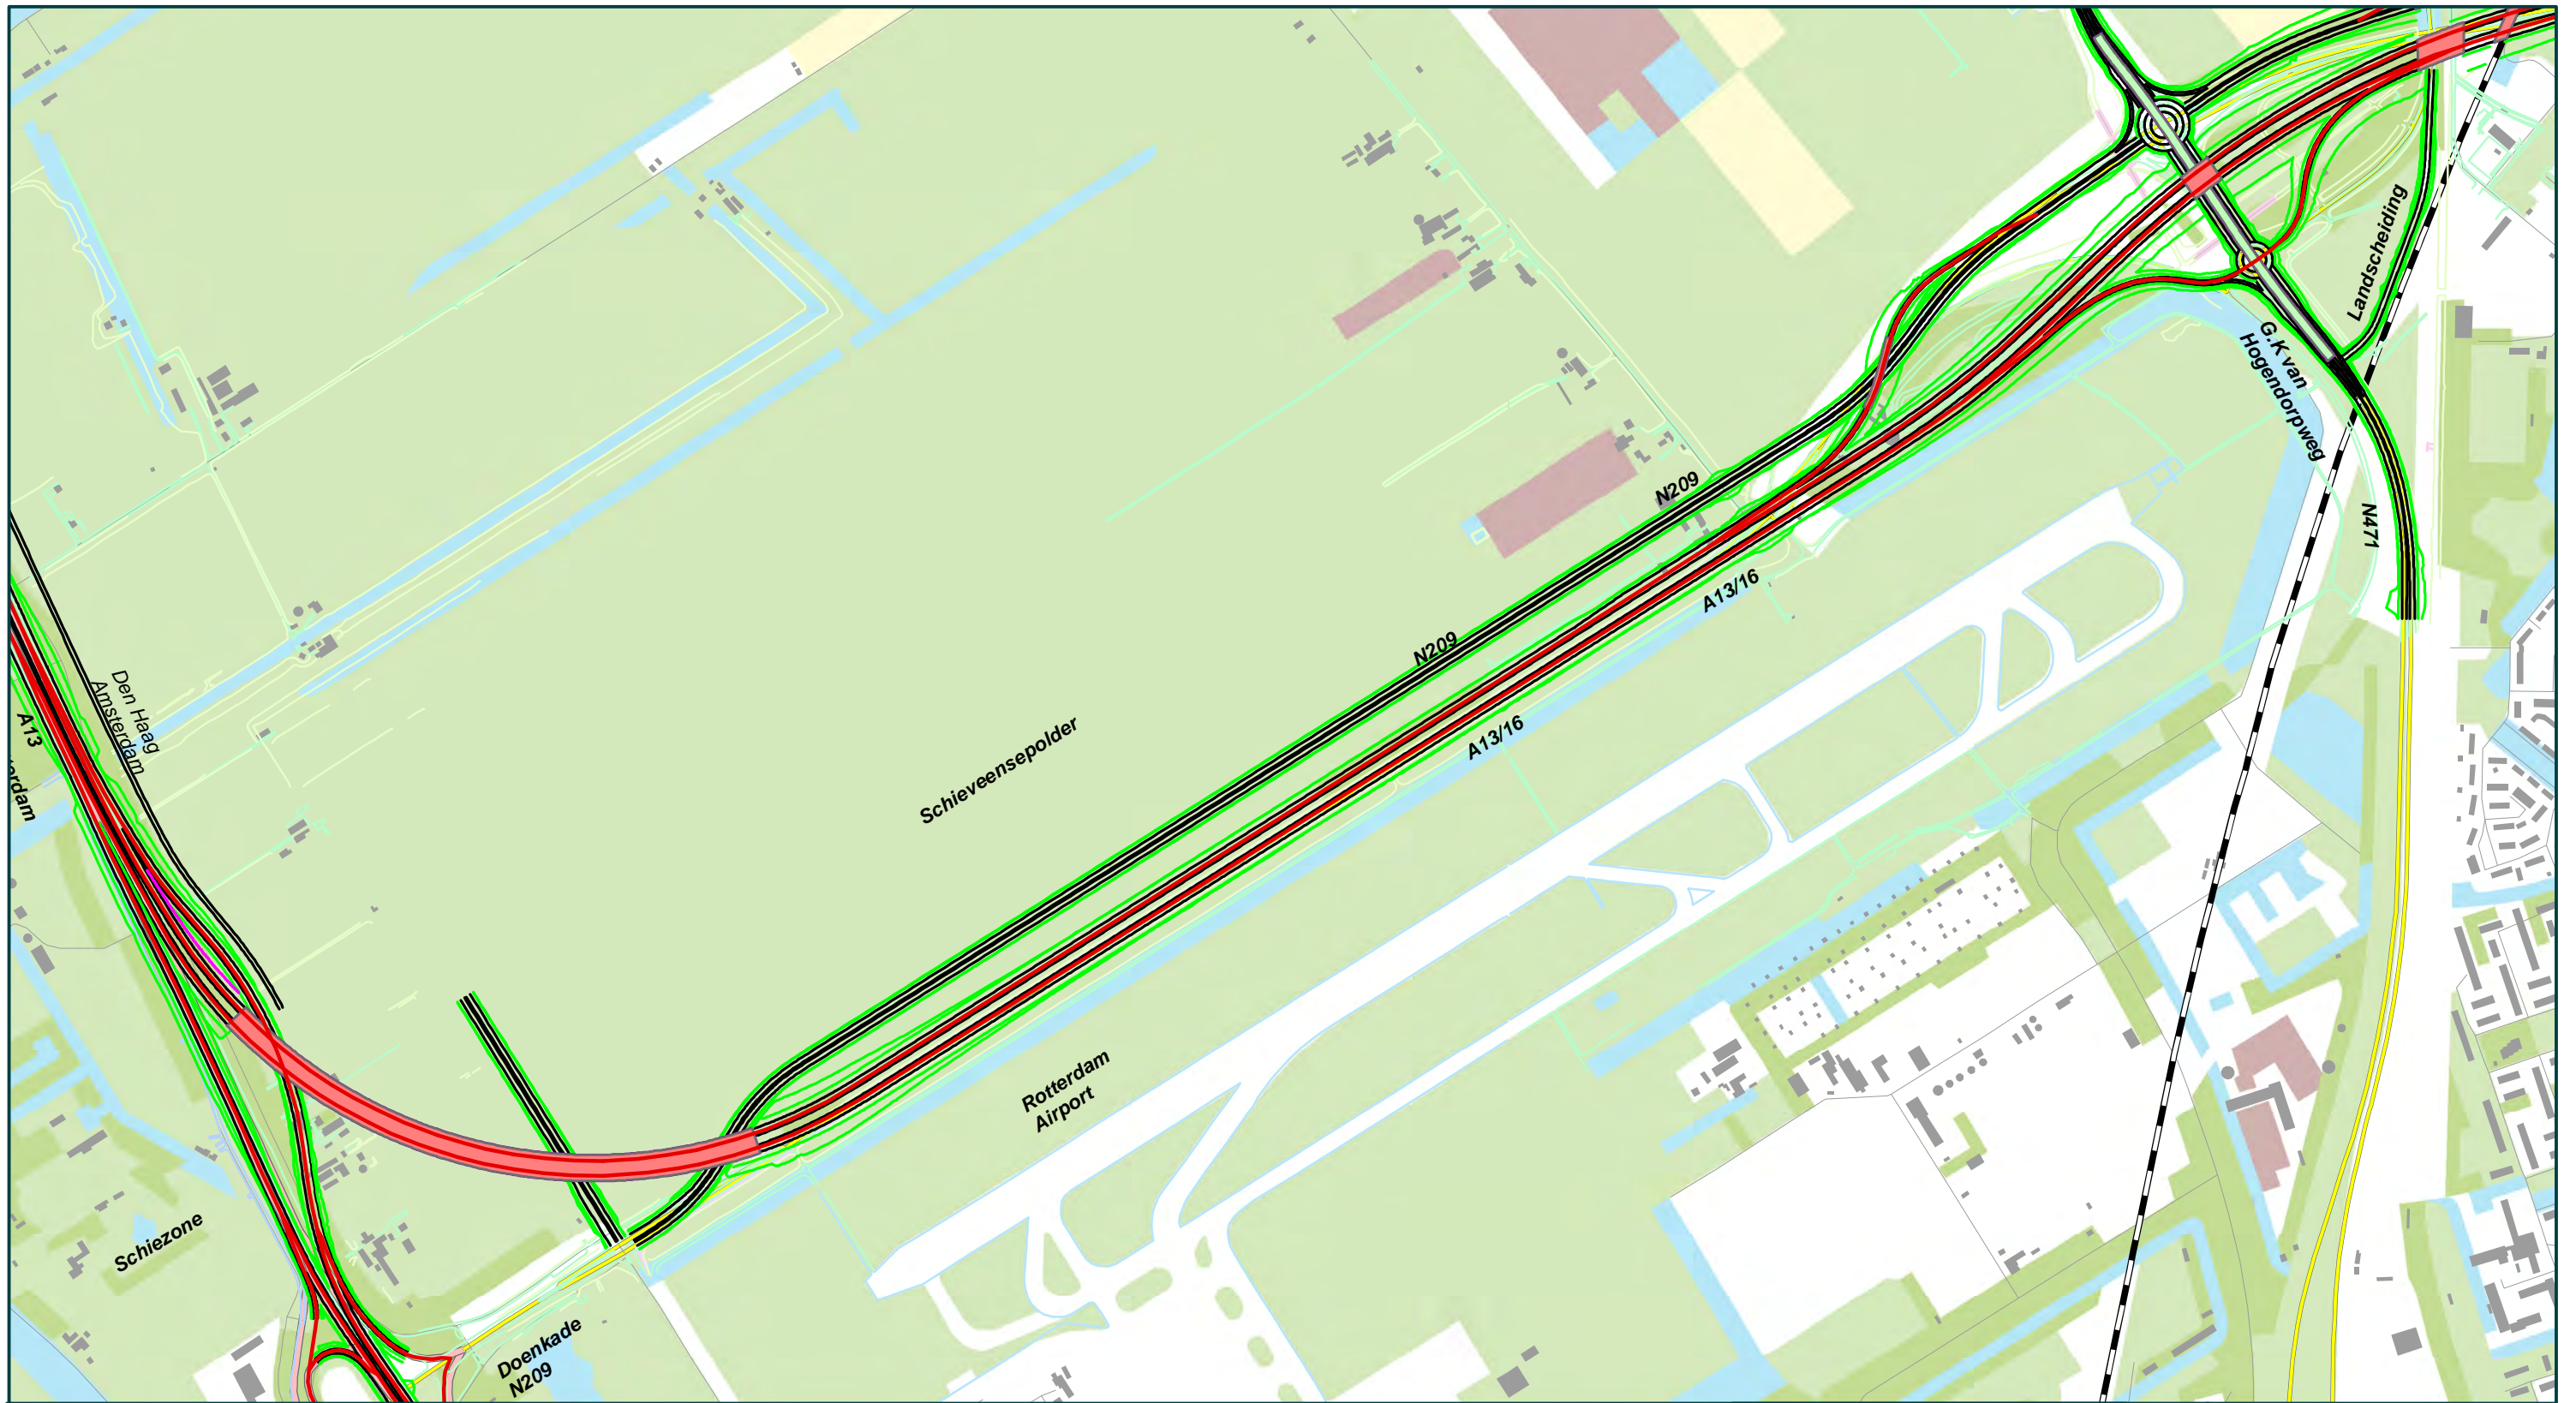 Landscheiding
G.K van
Hogendorpweg
N209
N471
A13/16
N209
Den Haag
Amsterdam
A13
A13/16
Schieveensepolder
erdam
Rotterdam
Airport
Schiezone
Doenkade
N209